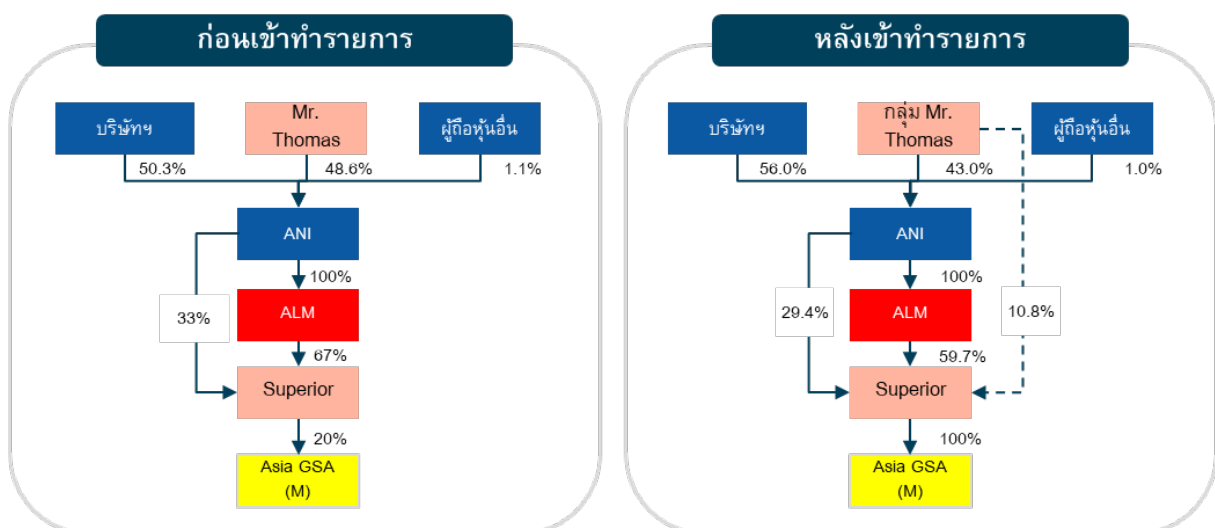 ก่อนเข้าทำรายการ
บริษัทฯ
Mr.
Thomas
ผู้ถือหุ้นอื่น
50.3%
48.6%
1.1%
ANI
100%
33%
ALM
67%
Superior
20%
Asia GSA
(M)
หลังเข้าทำรายการ
บริษัทฯ
กลุ่ม Mr.
Thomas
ผู้ถือหุ้นอื่น
56.0%
43.0%
1.0%
ANI
100%
29.4%
ALM
10.8%
59.7%
Superior
100%
Asia GSA
(M)